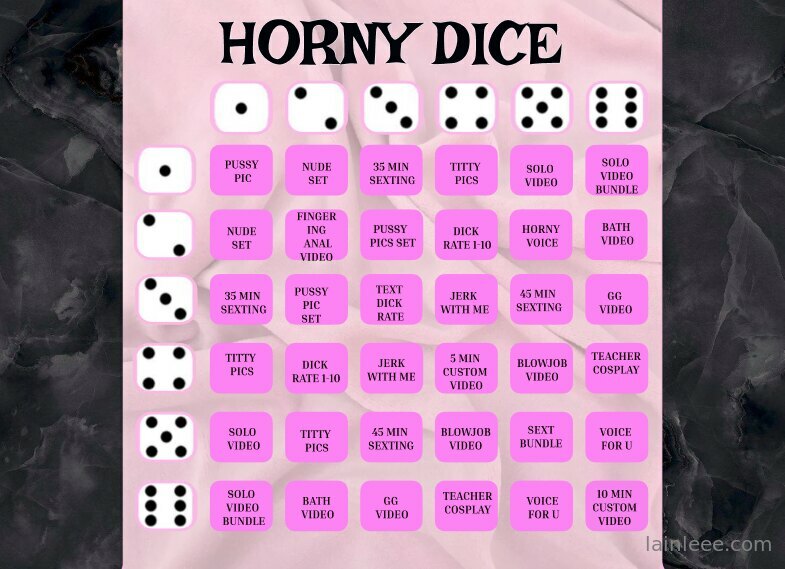 HORNY DICE
PUSSY
PIC
NUDE
SET
35 MIN
SEXTING
TITTY
PICS
SOLO
VIDEO
SOLO
VIDEO
BUNDLE
NUDE
SET
FINGER
ING
ANAL
VIDEO
PUSSY
PICS SET
DICK
RATE 1-10
HORNY
VOICE
BATH
VIDEO
35 MIN
SEXTING
PUSSY
PIC
SET
TEXT
DICK
RATE
JERK
WITH ME
45 MIN
SEXTING
GG
VIDEO
TITTY
PICS
DICK
RATE 1-10
JERK
WITH ME
5 MIN
CUSTOM
VIDEO
BLOWJOB
VIDEO
TEACHER
COSPLAY
SOLO
VIDEO
TITTY
PICS
45 MIN
SEXTING
BLOWJOB
VIDEO
SEXT
BUNDLE
VOICE
FOR U
SOLO
VIDEO
BUNDLE
BATH
VIDEO
GG
VIDEO
TEACHER
COSPLAY
VOICE
FOR U
10 MIN
CUSTOM
VIDEO
lainleee.com